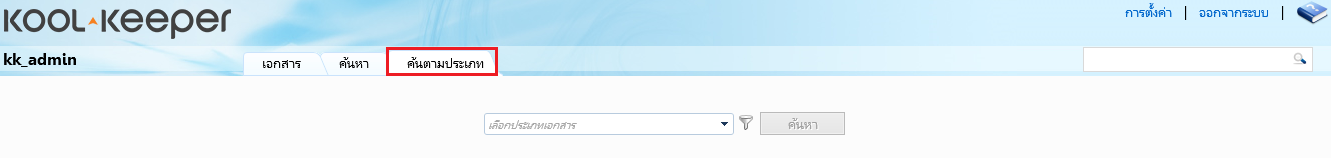 KOOL-KEEPER
การตั้งค่า | ออกจากระบบ |
kk_admin
เอกสาร ค้นหา ค้นตามประเภท
เลือกประเภทเอกสาร ค้นหา